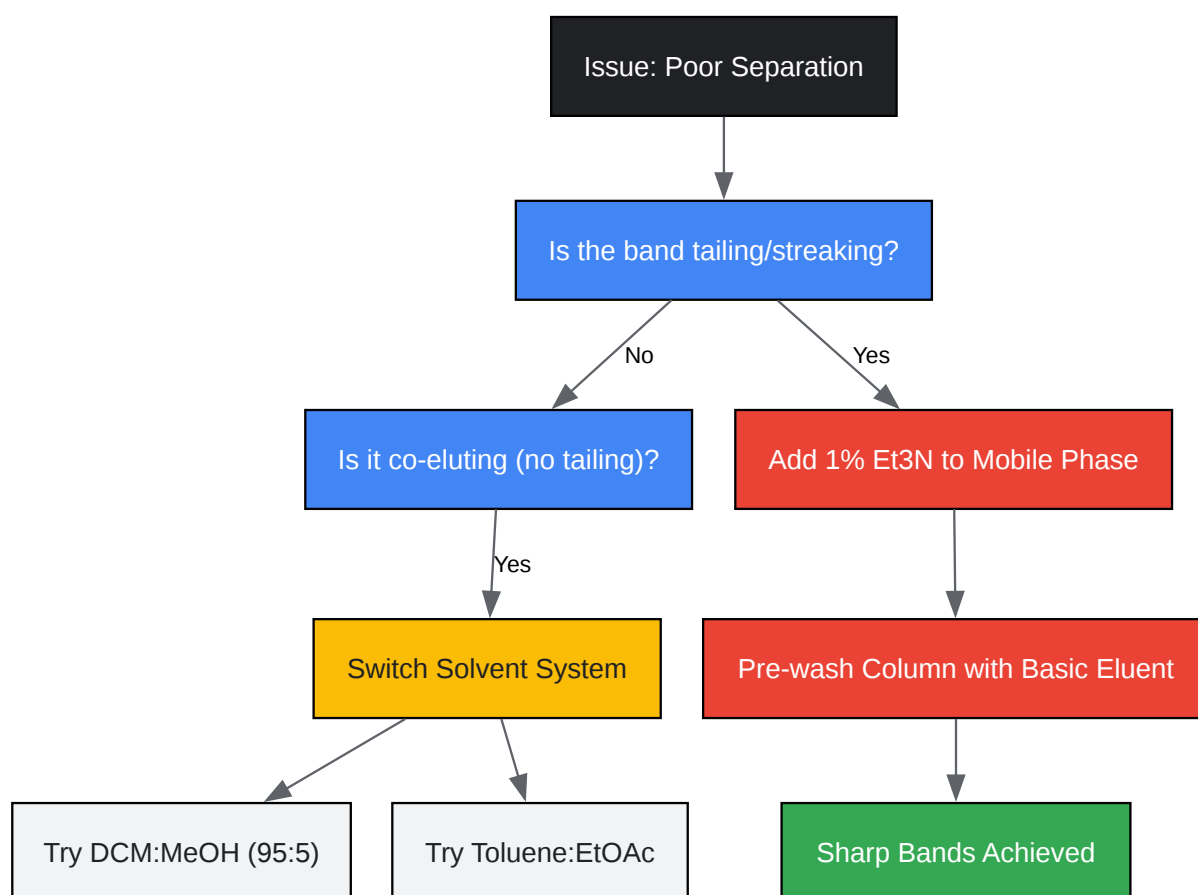 Issue: Poor Separation
Is the band tailing/streaking?
No
Yes
Is it co-eluting (no tailing)?
Add 1% Et3N to Mobile Phase
Yes
Switch Solvent System
Pre-wash Column with Basic Eluent
Try DCM:MeOH (95:5)
Try Toluene:EtOAc
Sharp Bands Achieved